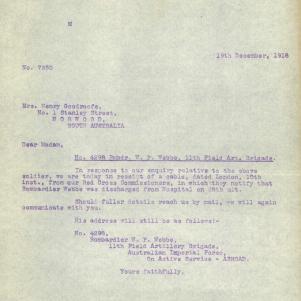 M
19th December, 1918
No. 7350
Mrs. Henry
No. 1 Stanley Street,
NORWOOD,
SOUTH AUSTRALIA
Dear Madam,
No. 4298 Bombr. W. P. Webbe, 11th Field Art. Brigade.
In response to our enquiry relative to the above
soldier, we are today in receipt of a cable, dated London, 16th
inst., from our Red Cross Commissioners, in which they notify that
Bombardier Webbe was discharged from Hospital on 28th ult.
Should fuller details reach us by mail, we will again
communicate with you.
His address will still be as follows:-
No. 4298,
Bombardier W. P. Webbe,
11th Field Artillery Brigade,
Australian Imperial Force,
On Active Service - ABROAD.
Yours faithfully,